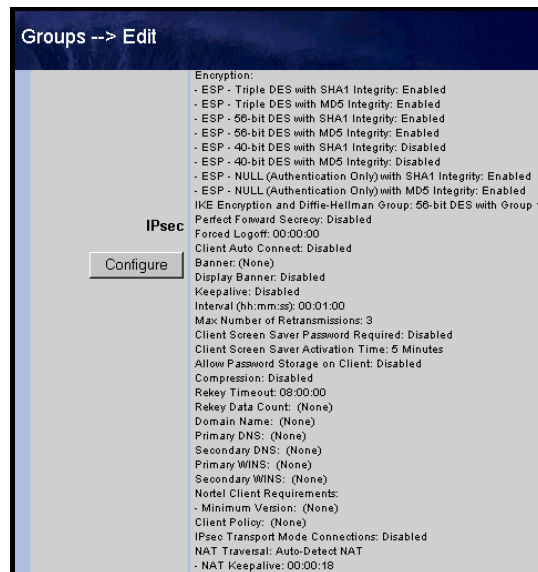 Groups --> Edit
Encryption:
- ESP - Triple DES with SHA1 Integrity: Enabled
- ESP - Triple DES with MD5 Integrity: Enabled
- ESP - 56-bit DES with SHA1 Integrity: Enabled
- ESP - 56-bit DES with MD5 Integrity: Enabled
- ESP - 40-bit DES with SHA1 Integrity: Disabled
- ESP - 40-bit DES with MD5 Integrity: Disabled
- ESP - NULL (Authentication Only) with SHA1 Integrity: Enabled
- ESP - NULL (Authentication Only) with MD5 Integrity: Enabled
IKE Encryption and Diffie-Hellman Group: 56-bit DES with Group
IPsec
Perfect Forward Secrecy: Disabled
Forced Logoff: 00:00:00
Client Auto Connect: Disabled
Configure
Banner: (None)
Display Banner: Disabled
Keepalive: Disabled
Interval (hh:mm:ss): 00:01:00
Max Number of Retransmissions: 3
Client Screen Saver Password Required: Disabled
Client Screen Saver Activation Time: 5 Minutes
Allow Password Storage on Client: Disabled
Compression: Disabled
Rekey Timeout: 08:00:00
Rekey Data Count: (None)
Domain Name: (None)
Primary DNS: (None)
Secondary DNS: (None)
Primary WINS: (None)
Secondary WINS: (None)
Nortel Client Requirements:
- Minimum Version: (None)
Client Policy: (None)
IPsec Transport Mode Connections: Disabled
NAT Traversal: Auto-Detect NAT
- NAT Keepalive: 00:00:18